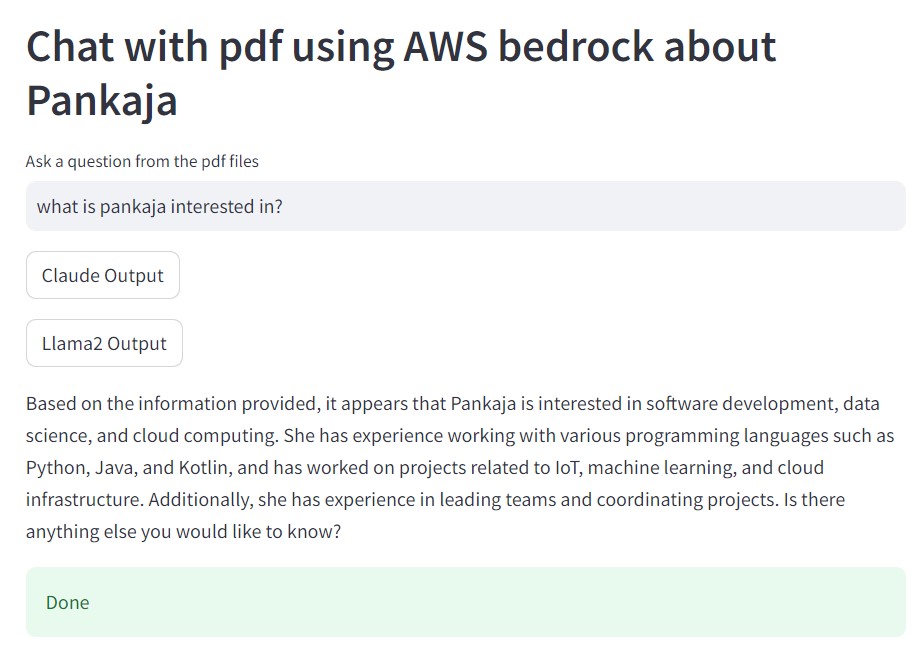 Chat with pdf using AWS bedrock about
Pankaja
Ask a question from the pdf files
what is pankaja interested in?
Claude Output
Llama2 Output
Based on the information provided, it appears that Pankaja is interested in software development, data
science, and cloud computing. She has experience working with various programming languages such as
Python, Java, and Kotlin, and has worked on projects related to IoT, machine learning, and cloud
infrastructure. Additionally, she has experience in leading teams and coordinating projects. Is there
anything else you would like to know?
Done